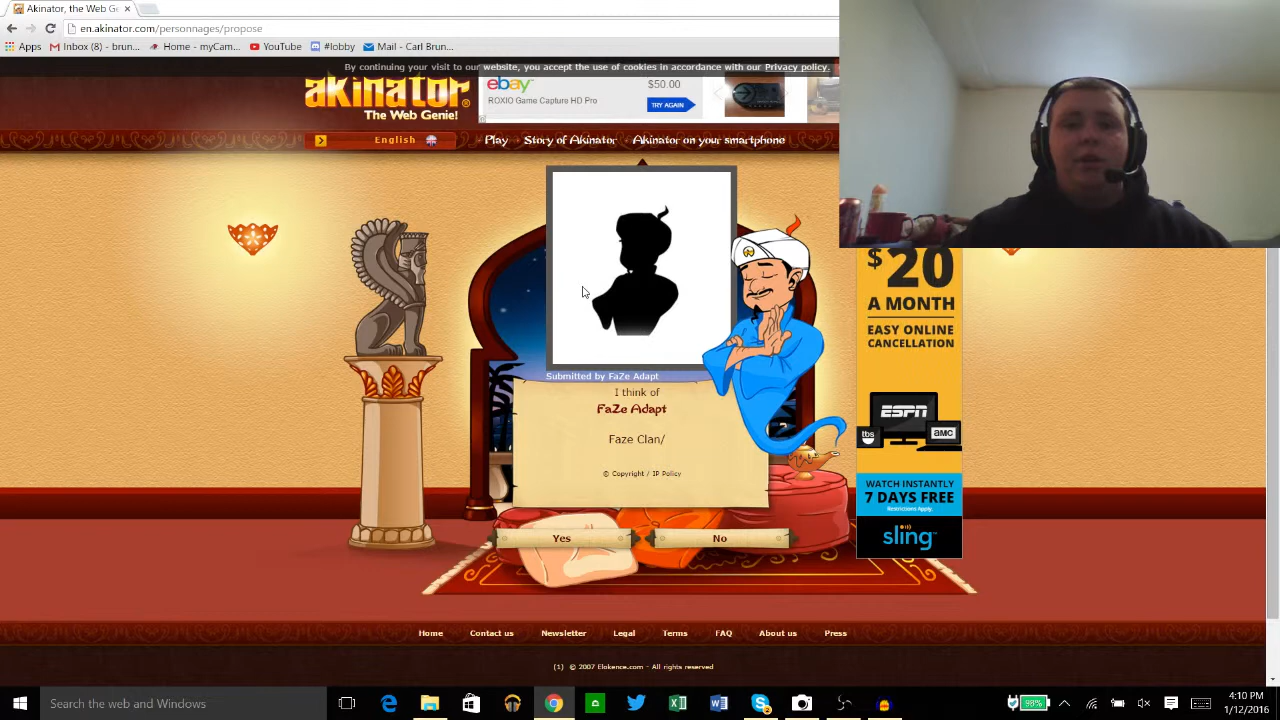 Akinator, the Web Ge
en.akinator.com/personnages/propose
Apps
Inbox (8) - brun...
Home - myCam...
YouTube
#lobby
Mail - Carl Brun...
By continuing your visit to our website, you accept the use of cookies in accordance with our Privacy policy.
akinator
The Web Genie!
ebay
$50.00
ROXIO Game Capture HD Pro
TRY AGAIN
English
Play
Story of Akinator
Akinator on your smartphone
Submitted by FaZe Adapt
I think of
FaZe Adapt
Faze Clan/
© Copyright / IP Policy
Yes
No
$20
A MONTH
EASY ONLINE
CANCELLATION
ESPN
tbs
AMC
WATCH INSTANTLY
7 DAYS FREE
Restrictions Apply.
sling
Home
Contact us
Newsletter
Legal
Terms
FAQ
About us
Press
(1) © 2007 Elokence.com - All rights reserved
Search the web and Windows
98%
4:10 PM
1/12/2016